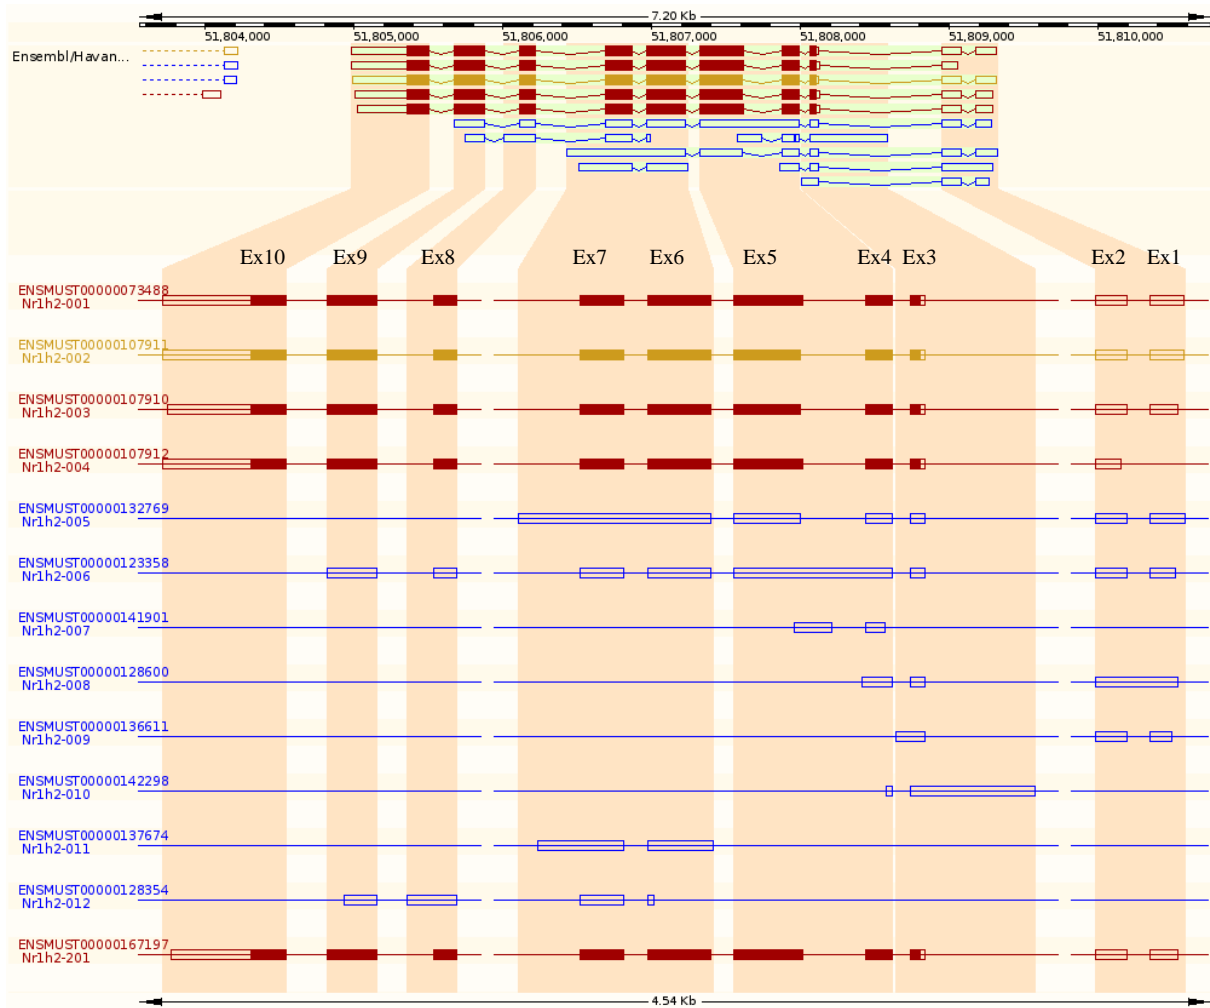 7.20 Kb
51,804,000 51,805,000 51,806,000 51,807,000 51,808,000 51,809,000 51,810,000
Ensembl/Havan...
Ex10 Ex9 Ex8 Ex7 Ex6 Ex5 Ex4 Ex3 Ex2 Ex1
ENSMUST00000073488
Nr1h2-001
ENSMUST00000107911
Nr1h2-002
ENSMUST00000107910
Nr1h2-003
ENSMUST00000107912
Nr1h2-004
ENSMUST00000132769
Nr1h2-005
ENSMUST00000123358
Nr1h2-006
ENSMUST00000141901
Nr1h2-007
ENSMUST00000128600
Nr1h2-008
ENSMUST00000136611
Nr1h2-009
ENSMUST00000142298
Nr1h2-010
ENSMUST00000137674
Nr1h2-011
ENSMUST00000128354
Nr1h2-012
ENSMUST00000167197
Nr1h2-201
4.54 Kb